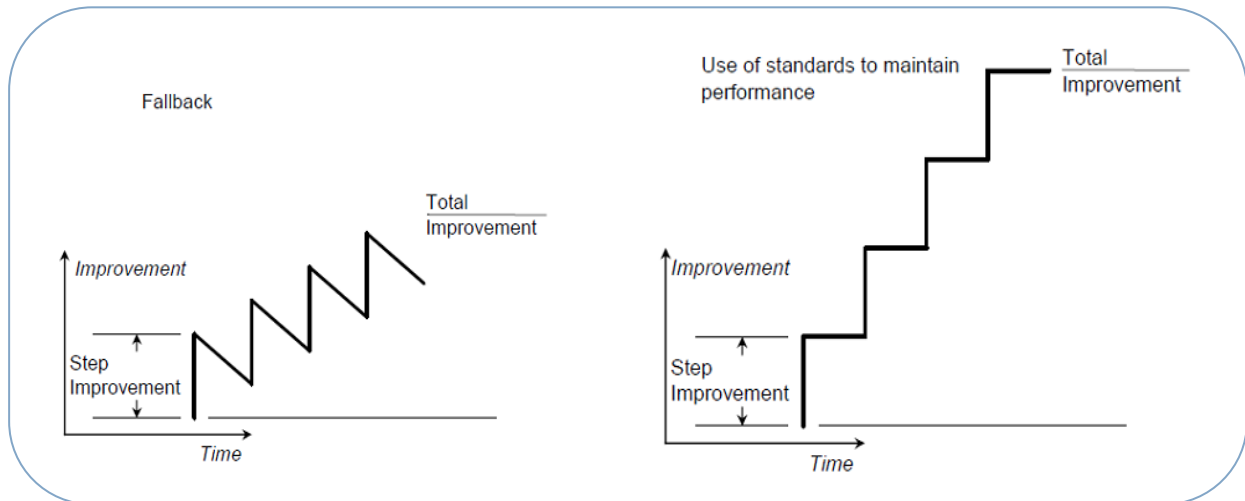 Fallback
Total
Improvement
Improvement
Step
Improvement
Time
Use of standards to maintain
performance
Total
Improvement
Improvement
Step
Improvement
Time